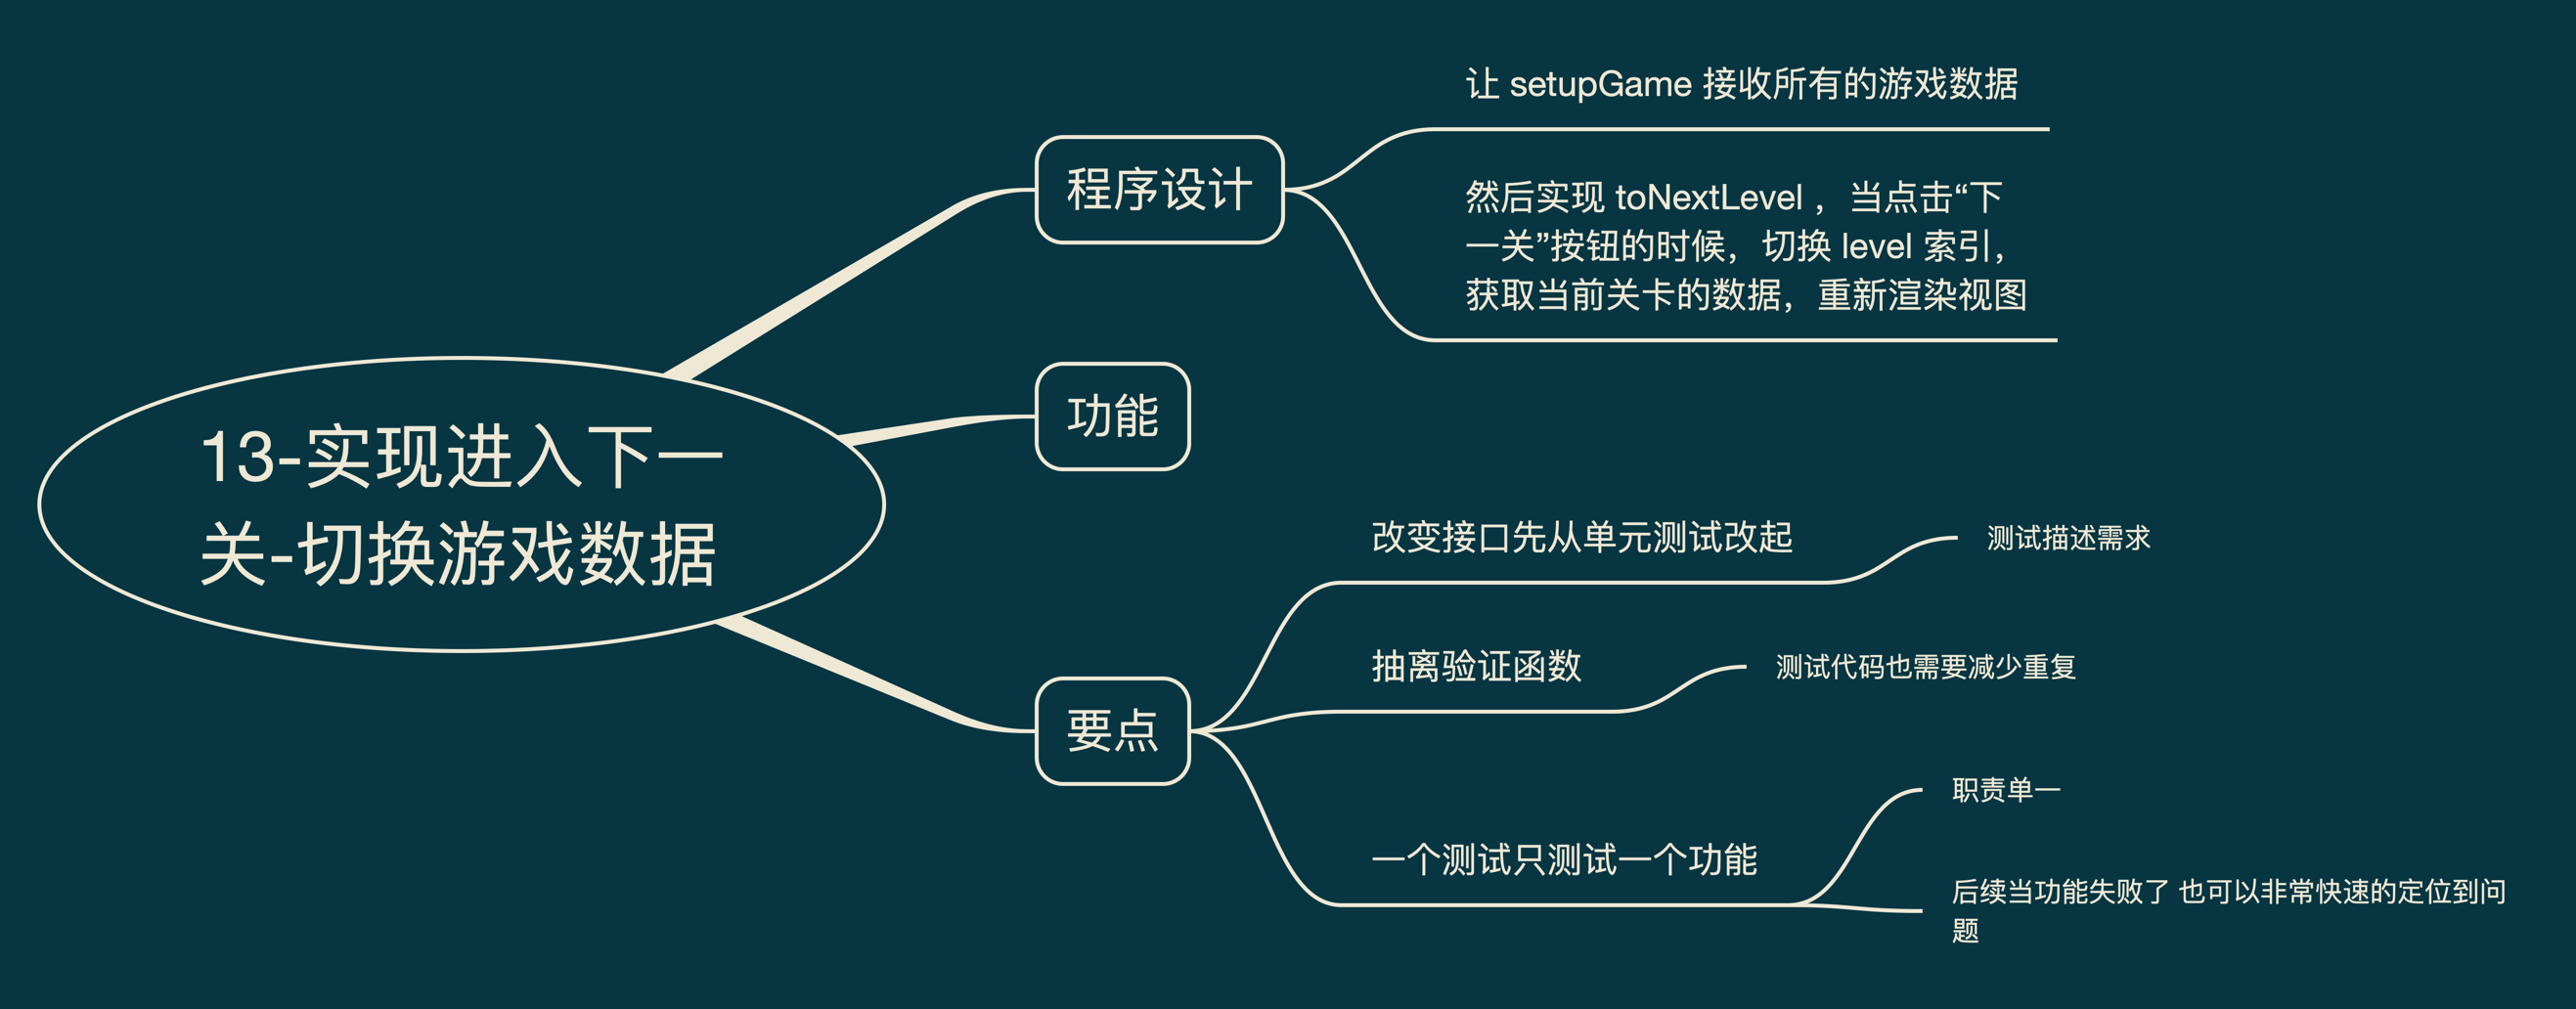 13-实现进入下一
关-切换游戏数据
程序设计
让 setupGame 接收所有的游戏数据
然后实现 toNextLevel ，当点击“下
一关”按钮的时候，切换 level 索引，
获取当前关卡的数据，重新渲染视图
功能
要点
改变接口先从单元测试改起
测试描述需求
抽离验证函数
测试代码也需要减少重复
一个测试只测试一个功能
职责单一
后续当功能失败了 也可以非常快速的定位到问
题